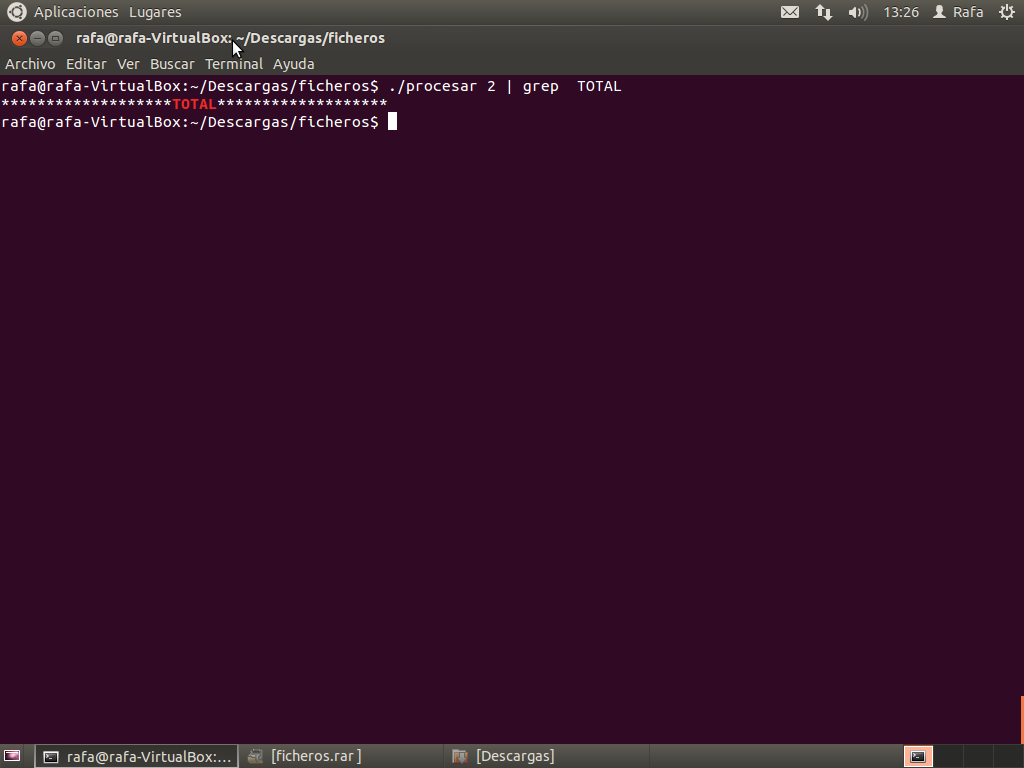 Aplicaciones Lugares 13:26 Rafa
rafa@rafa-VirtualBox: ~/Descargas/ficheros
Archivo Editar Ver Buscar Terminal Ayuda
rafa@rafa-VirtualBox:~/Descargas/ficheros$ ./procesar 2 | grep  TOTAL
*******************TOTAL*******************
rafa@rafa-VirtualBox:~/Descargas/ficheros$
rafa@rafa-VirtualBox:... [ficheros.rar ] [Descargas]